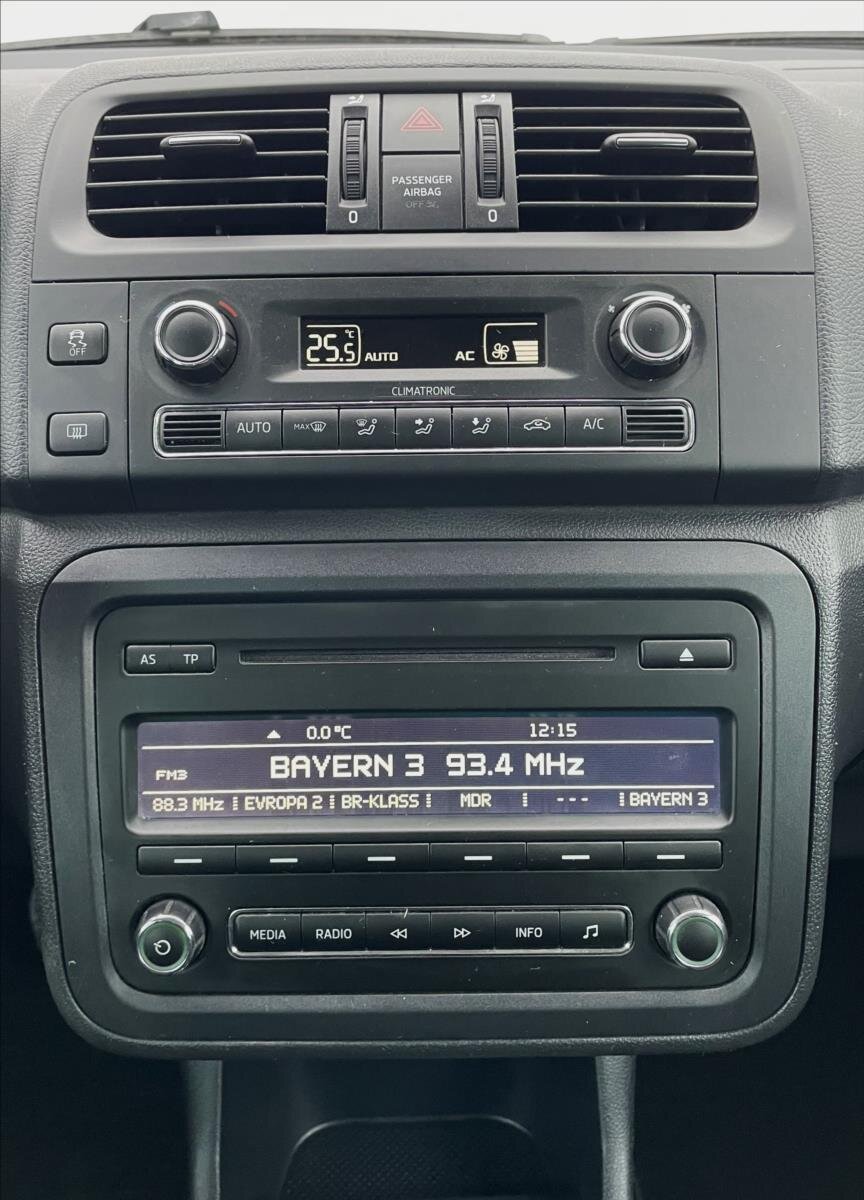 PASSENGER
AIRBAG
OFF
0
0
25.5 °C AUTO AC
OFF
CLIMATRONIC
AUTO MAX A/C
AS TP
0.0 °C 12:15
FM3 BAYERN 3 93.4 MHz
88.3 MHz EVROPA 2 BR-KLASS MDR --- BAYERN 3
MEDIA RADIO INFO